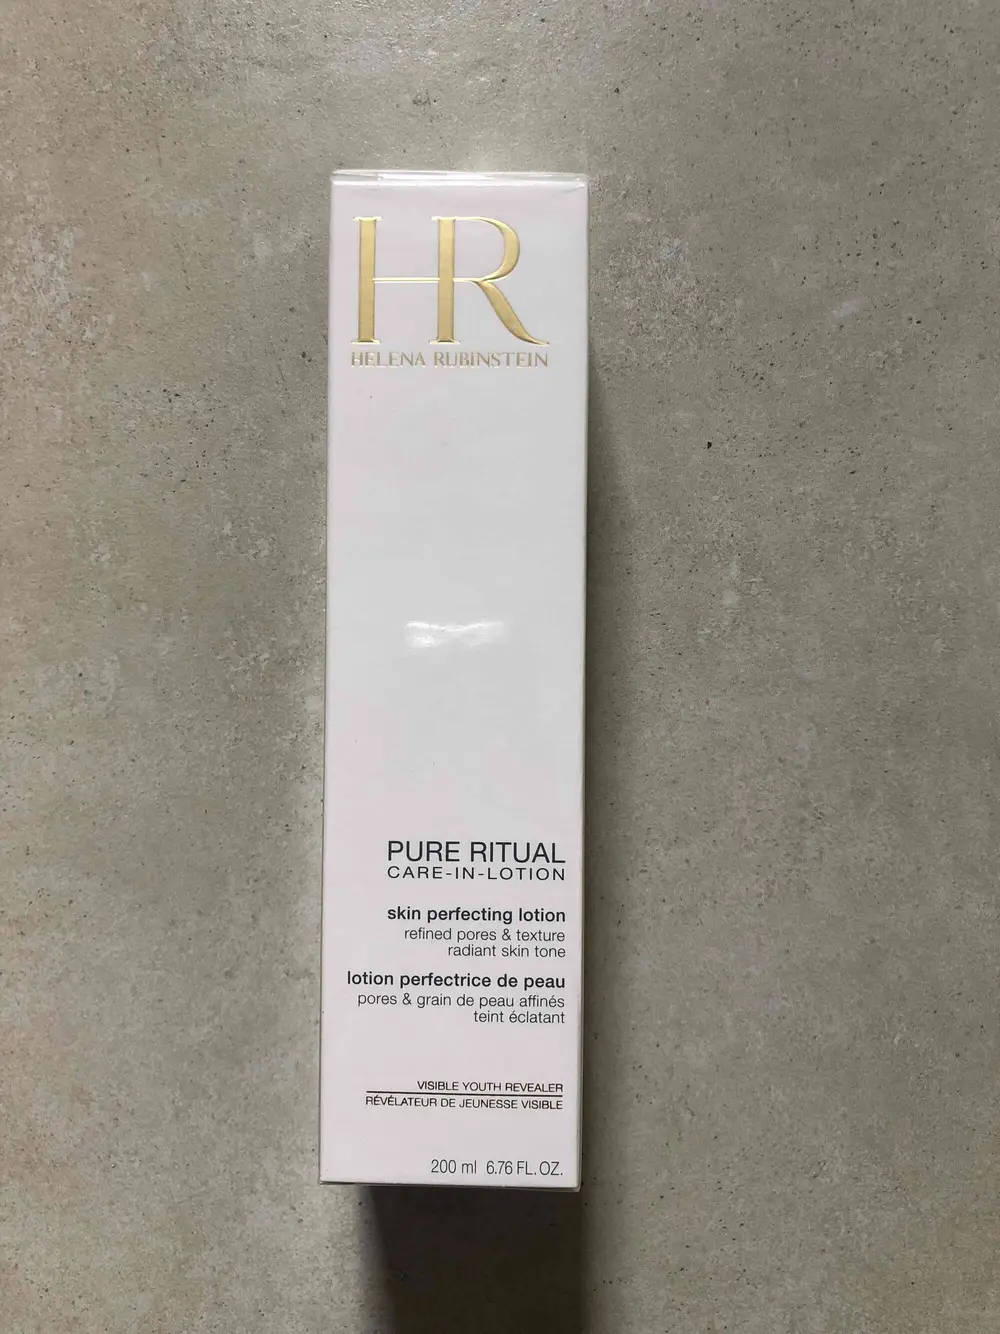 HR
HELENA RUBINSTEIN
PURE RITUAL
CARE-IN-LOTION
skin perfecting lotion
refined pores & texture
radiant skin tone
lotion perfectrice de peau
pores & grain de peau affinés
teint éclatant
VISIBLE YOUTH REVEALER
RÉVÉLATEUR DE JEUNESSE VISIBLE
200 ml 6.76 FL.OZ.